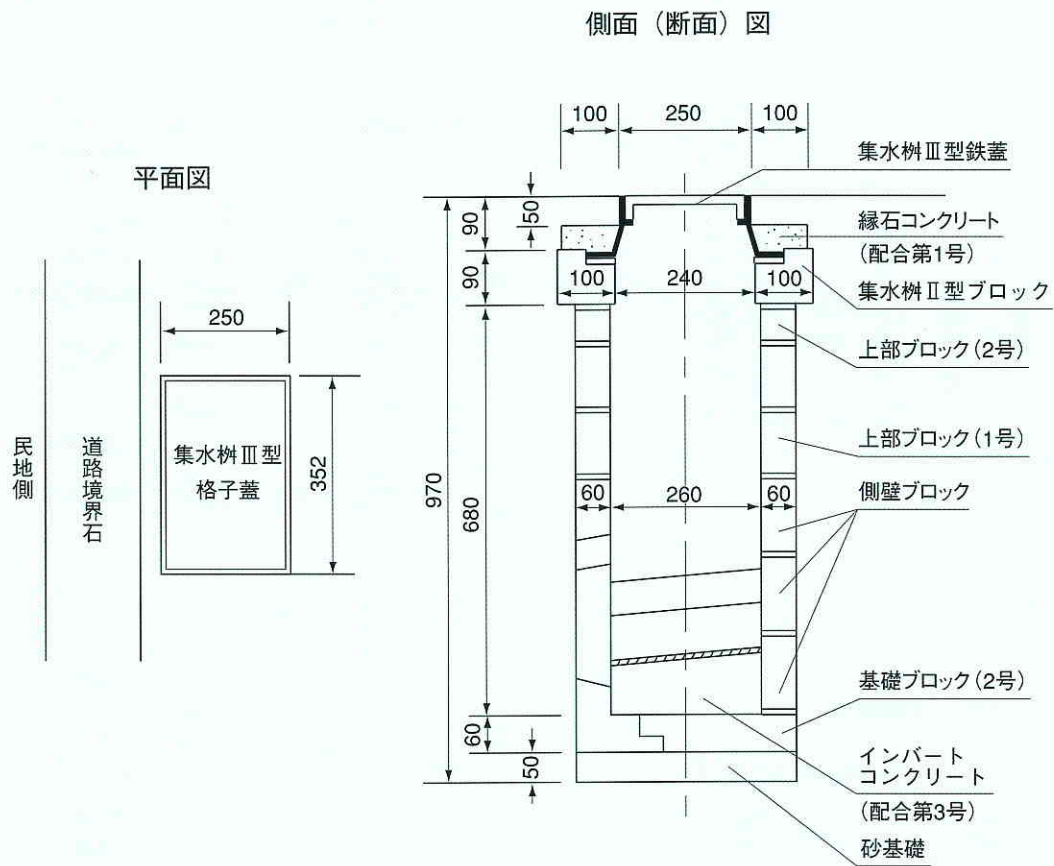 側面(断面)図
100
250
100
集水桝Ⅲ型鉄蓋
平面図
50
90
縁石コンクリート
(配合第1号)
90
100
240
100
集水桝Ⅱ型ブロック
250
上部ブロック(2号)
民地側
道路境界石
集水桝Ⅲ型
格子蓋
352
上部ブロック(1号)
970
680
60
260
60
側壁ブロック
基礎ブロック(2号)
60
50
インバート
コンクリート
(配合第3号)
砂基礎